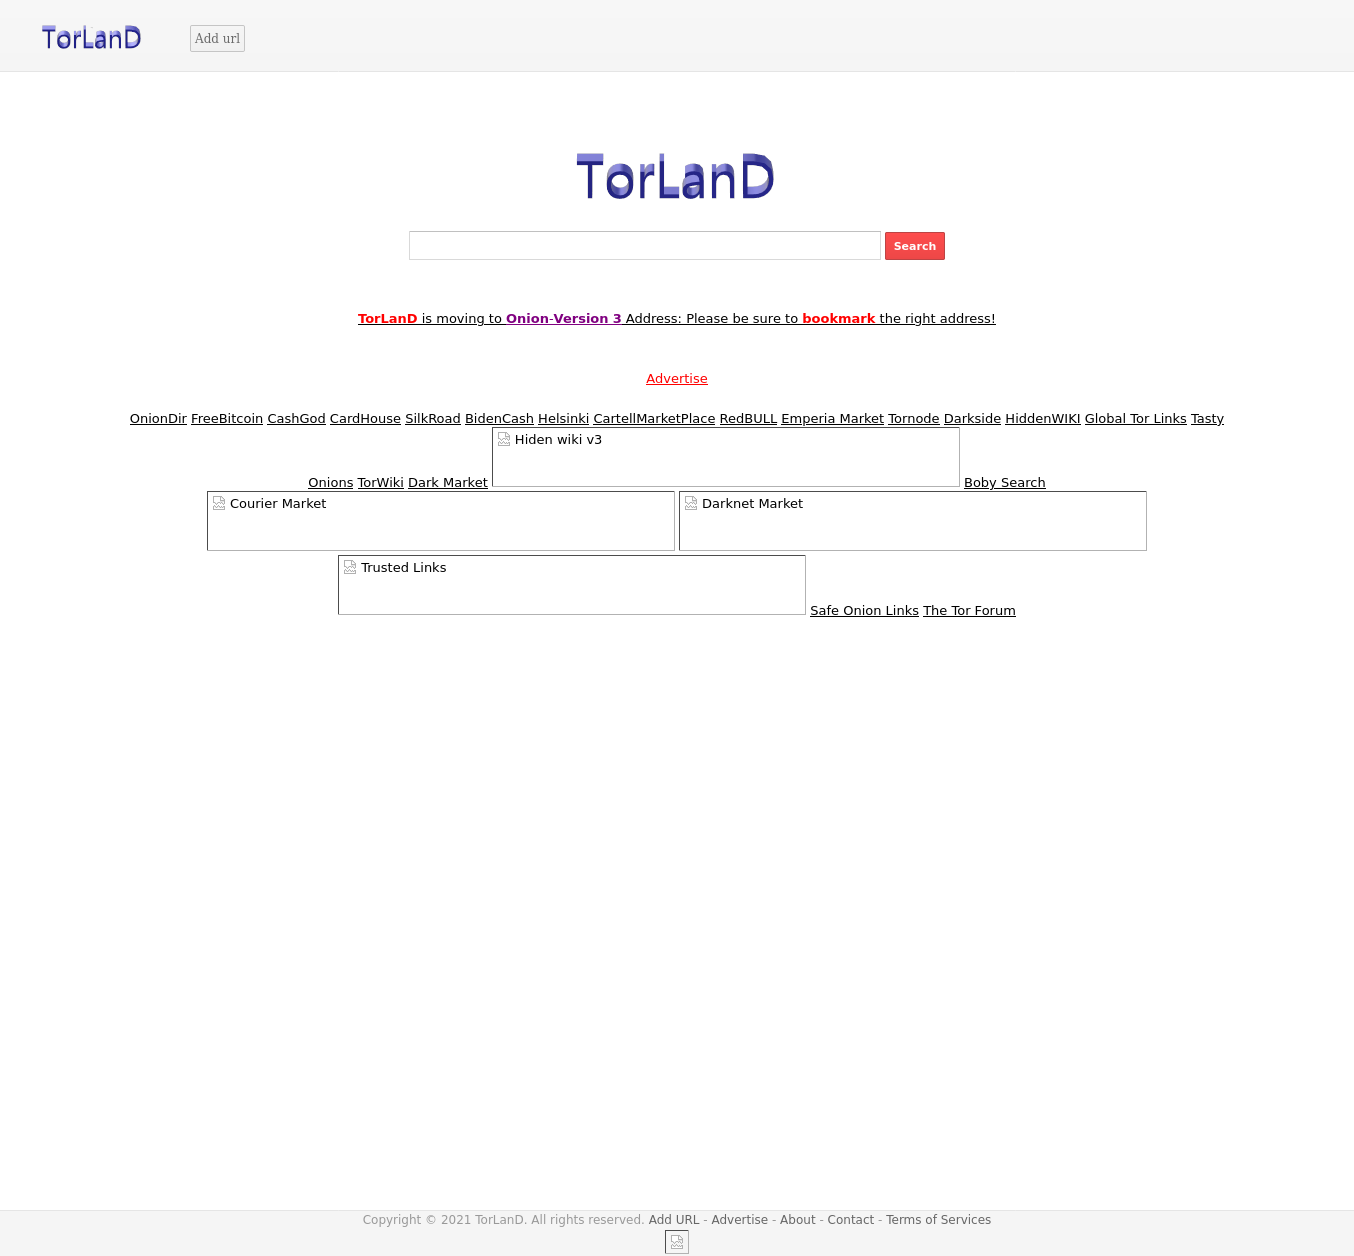 TorLanD Add url
TorLanD
Search
TorLanD is moving to Onion-Version 3 Address: Please be sure to bookmark the right address!
Advertise
OnionDir FreeBitcoin CashGod CardHouse SilkRoad BidenCash Helsinki CartellMarketPlace RedBULL Emperia Market Tornode Darkside HiddenWIKI Global Tor Links Tasty
Onions TorWiki Dark Market Hiden wiki v3 Boby Search
Courier Market Darknet Market
Trusted Links Safe Onion Links The Tor Forum
Copyright © 2021 TorLanD. All rights reserved. Add URL - Advertise - About - Contact - Terms of Services